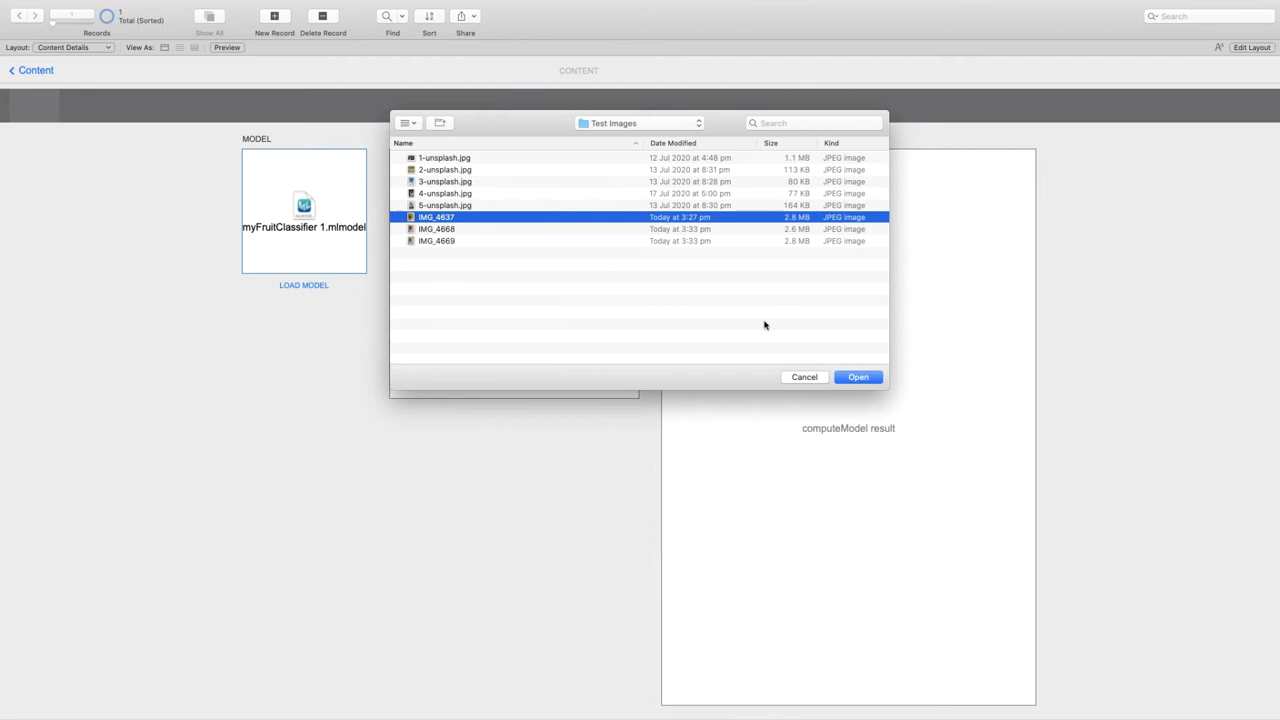 1
1
Total (Sorted)
Records
Show All
New Record
Delete Record
Find
Sort
Share
Search
Layout:
Content Details
View As:
Preview
Edit Layout
Content
CONTENT
Test Images
Search
MODEL
Name
Date Modified
Size
Kind
1-unsplash.jpg
12 Jul 2020 at 4:48 pm
1.1 MB
JPEG image
2-unsplash.jpg
13 Jul 2020 at 8:31 pm
113 KB
JPEG image
3-unsplash.jpg
13 Jul 2020 at 8:28 pm
80 KB
JPEG image
4-unsplash.jpg
17 Jul 2020 at 5:00 pm
77 KB
JPEG image
5-unsplash.jpg
13 Jul 2020 at 8:30 pm
164 KB
JPEG image
IMG_4637
Today at 3:27 pm
2.8 MB
JPEG image
IMG_4668
Today at 3:33 pm
2.6 MB
JPEG image
IMG_4669
Today at 3:33 pm
2.8 MB
JPEG image
myFruitClassifier 1.mlmodel
LOAD MODEL
Cancel
Open
computeModel result